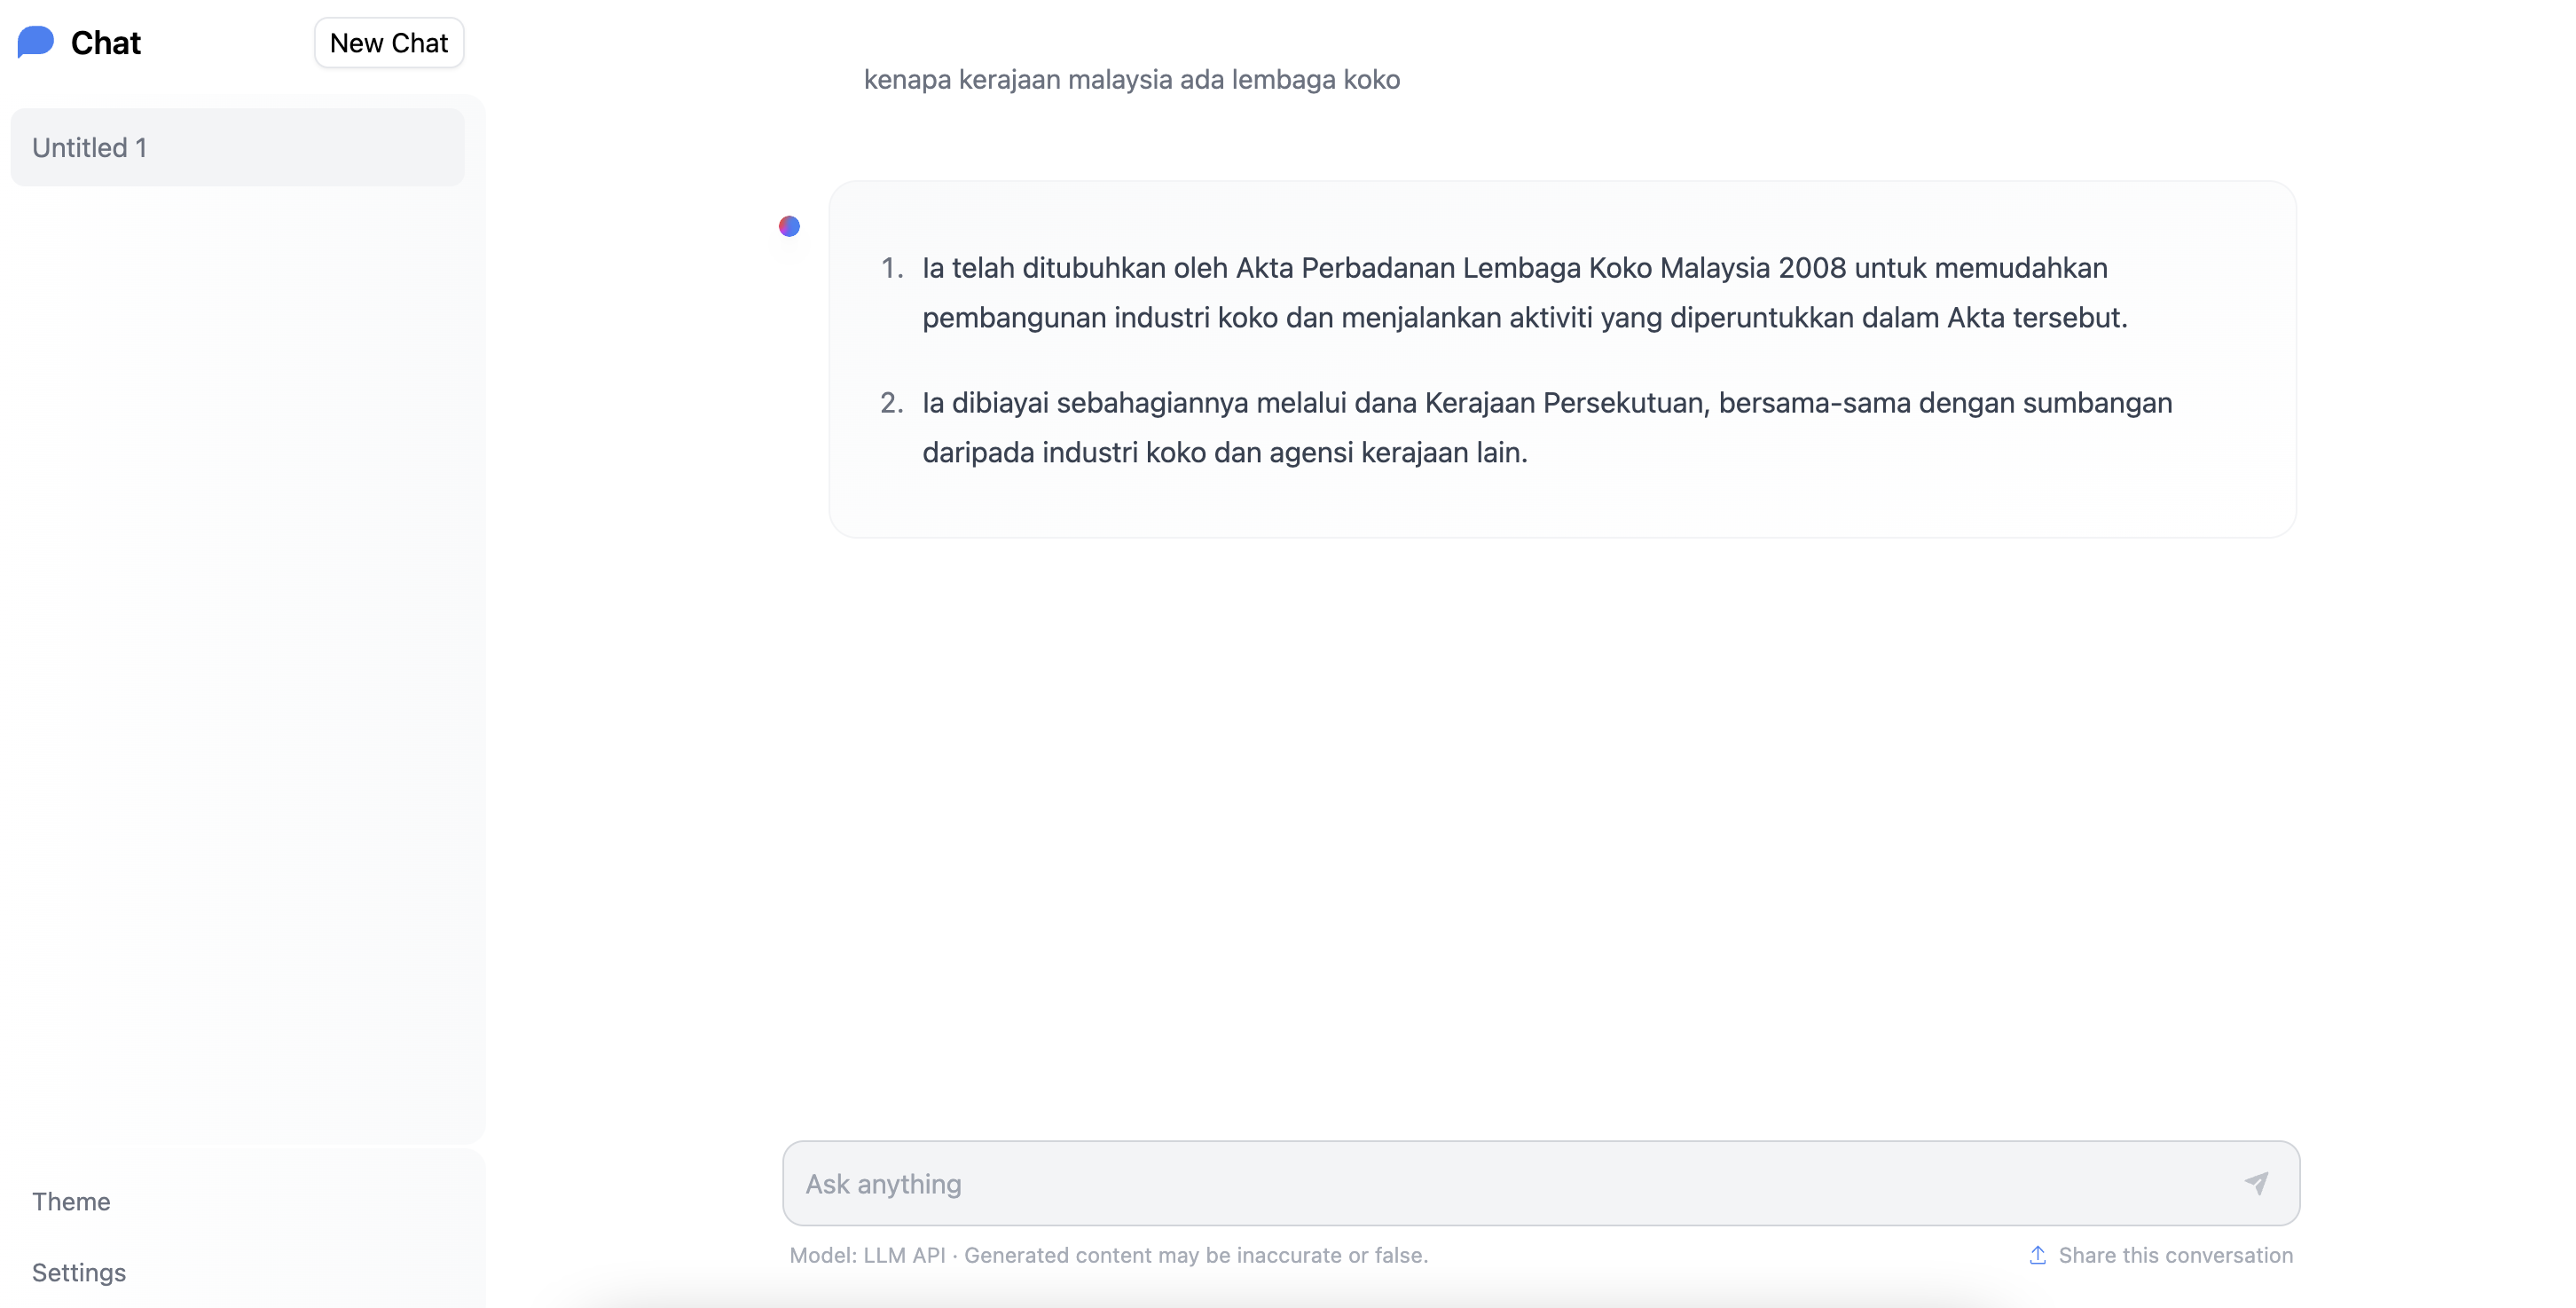 Chat
New Chat
Untitled 1
Theme
Settings
kenapa kerajaan malaysia ada lembaga koko
1. Ia telah ditubuhkan oleh Akta Perbadanan Lembaga Koko Malaysia 2008 untuk memudahkan
pembangunan industri koko dan menjalankan aktiviti yang diperuntukkan dalam Akta tersebut.
2. Ia dibiayai sebahagiannya melalui dana Kerajaan Persekutuan, bersama-sama dengan sumbangan
daripada industri koko dan agensi kerajaan lain.
Ask anything
Model: LLM API · Generated content may be inaccurate or false.
Share this conversation